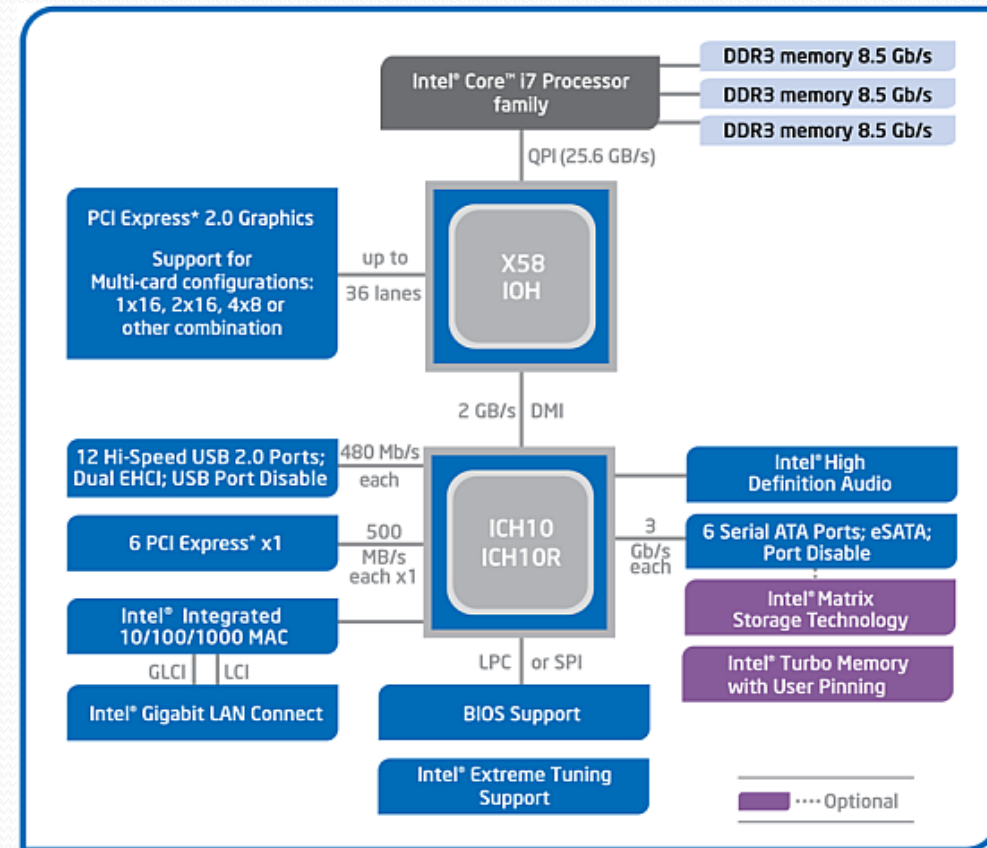 Intel® Core™ i7 Processor
family
DDR3 memory 8.5 Gb/s
DDR3 memory 8.5 Gb/s
DDR3 memory 8.5 Gb/s
QPI (25.6 GB/s)
PCI Express* 2.0 Graphics
Support for
Multi-card configurations:
1x16, 2x16, 4x8 or
other combination
up to
36 lanes
X58
IOH
2 GB/s DMI
12 Hi-Speed USB 2.0 Ports;
Dual EHCI; USB Port Disable
480 Mb/s
each
6 PCI Express* x1
500
MB/s
each x1
Intel® Integrated
10/100/1000 MAC
GLCI LCI
Intel® Gigabit LAN Connect
ICH10
ICH10R
Intel® High
Definition Audio
3
Gb/s
each
6 Serial ATA Ports; eSATA;
Port Disable
Intel® Matrix
Storage Technology
Intel® Turbo Memory
with User Pinning
LPC or SPI
BIOS Support
Intel® Extreme Tuning
Support
Optional